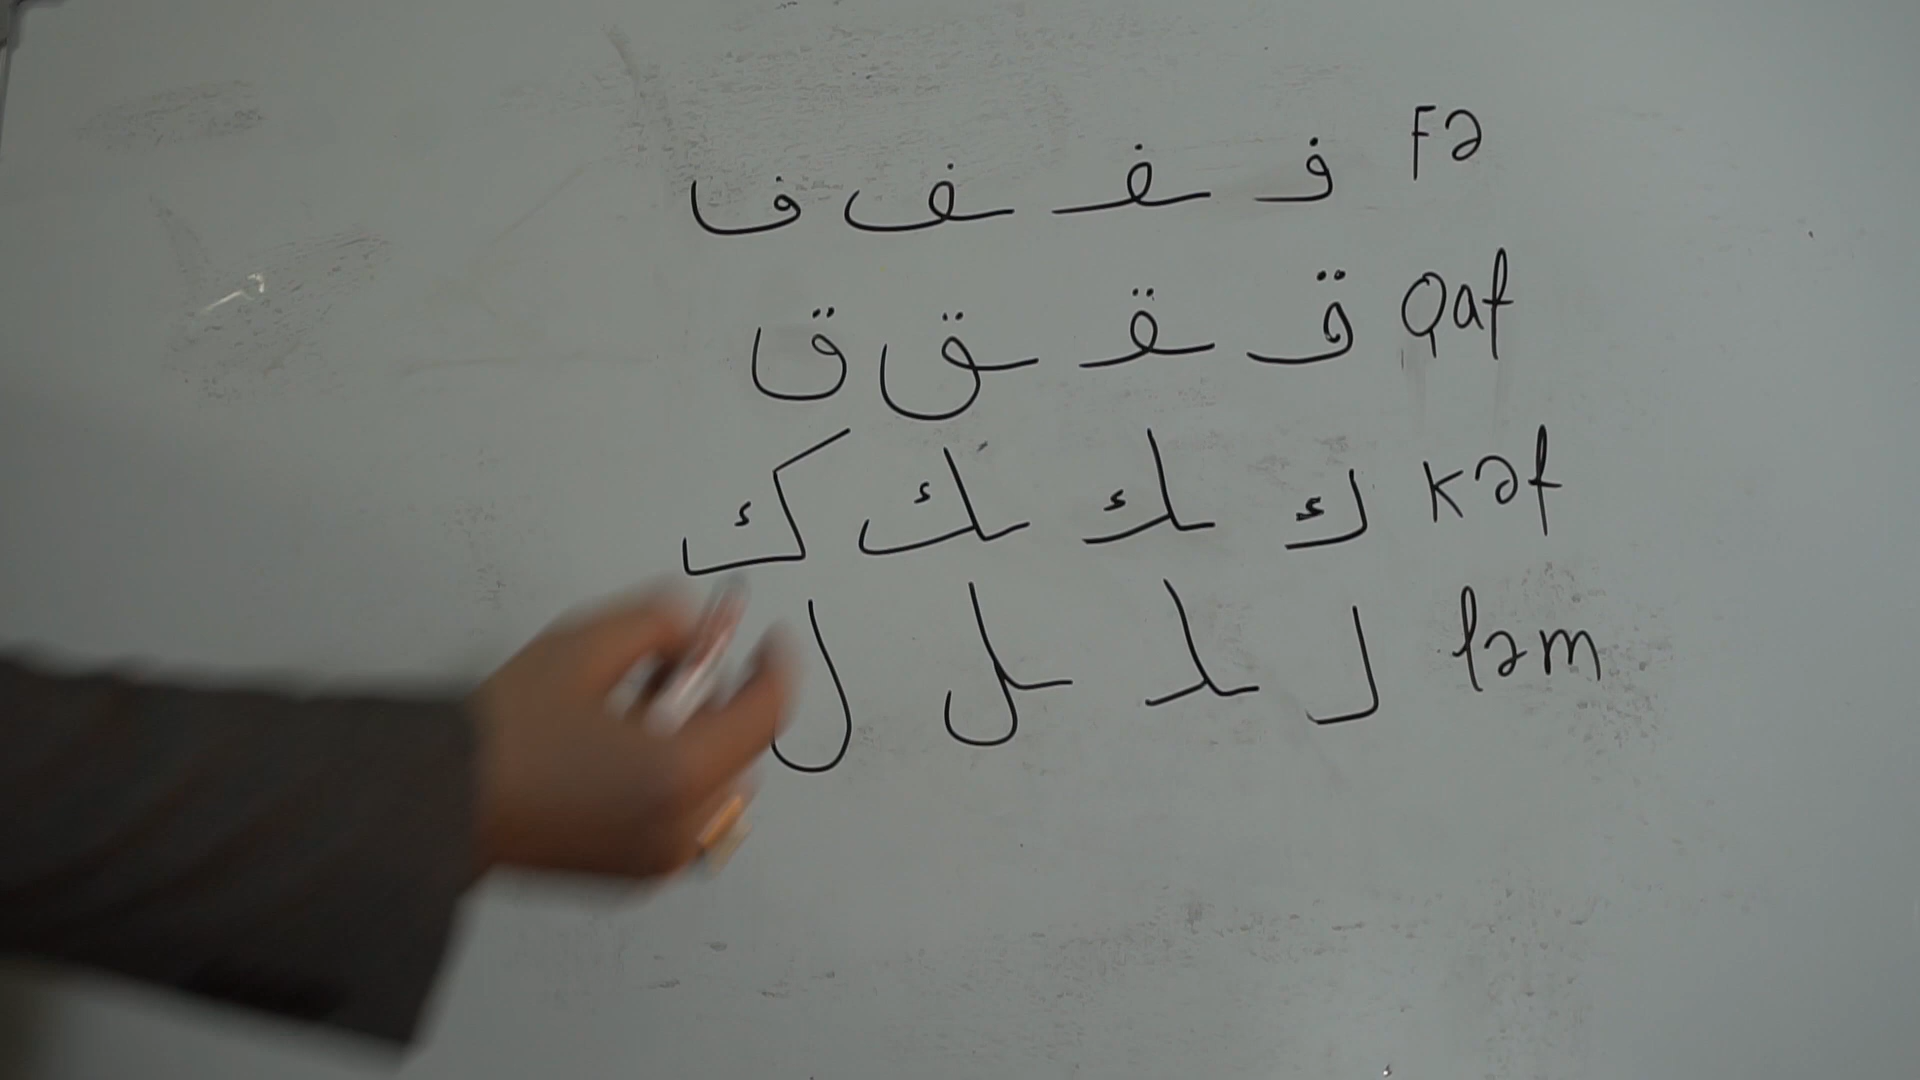 Fə فـ ـفـ ـف ف
Qaf قـ ـقـ ـق ق
Kəf كـ ـكـ ـك ك
ləm لـ ـلـ ـل ل